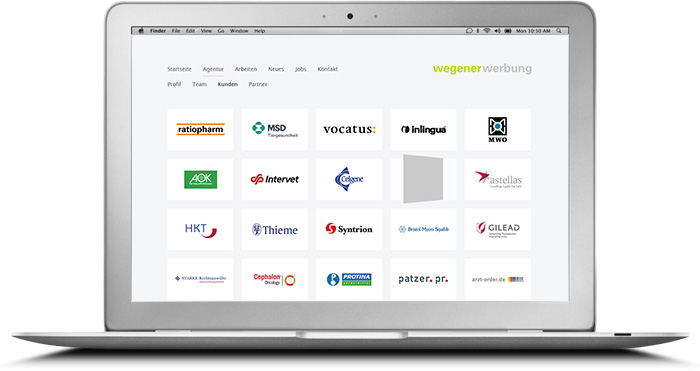 Finder File Edit View Go Window Help Mon 10:50 AM
Startseite Agentur Arbeiten Neues Jobs Kontakt
wegenerwerbung
Profil Team Kunden Partner
ratiopharm
MSD
Tiergesundheit
vocatus:
inlingua
MWO
AOK
Intervet
Celgene
astellas
Leading Light for Life
HKT
Thieme
Syntrion
Bristol-Myers Squibb
GILEAD
STARKE Rechtsanwälte
Cephalon
Oncology
PROTINA
patzer. pr.
arzt-order.de